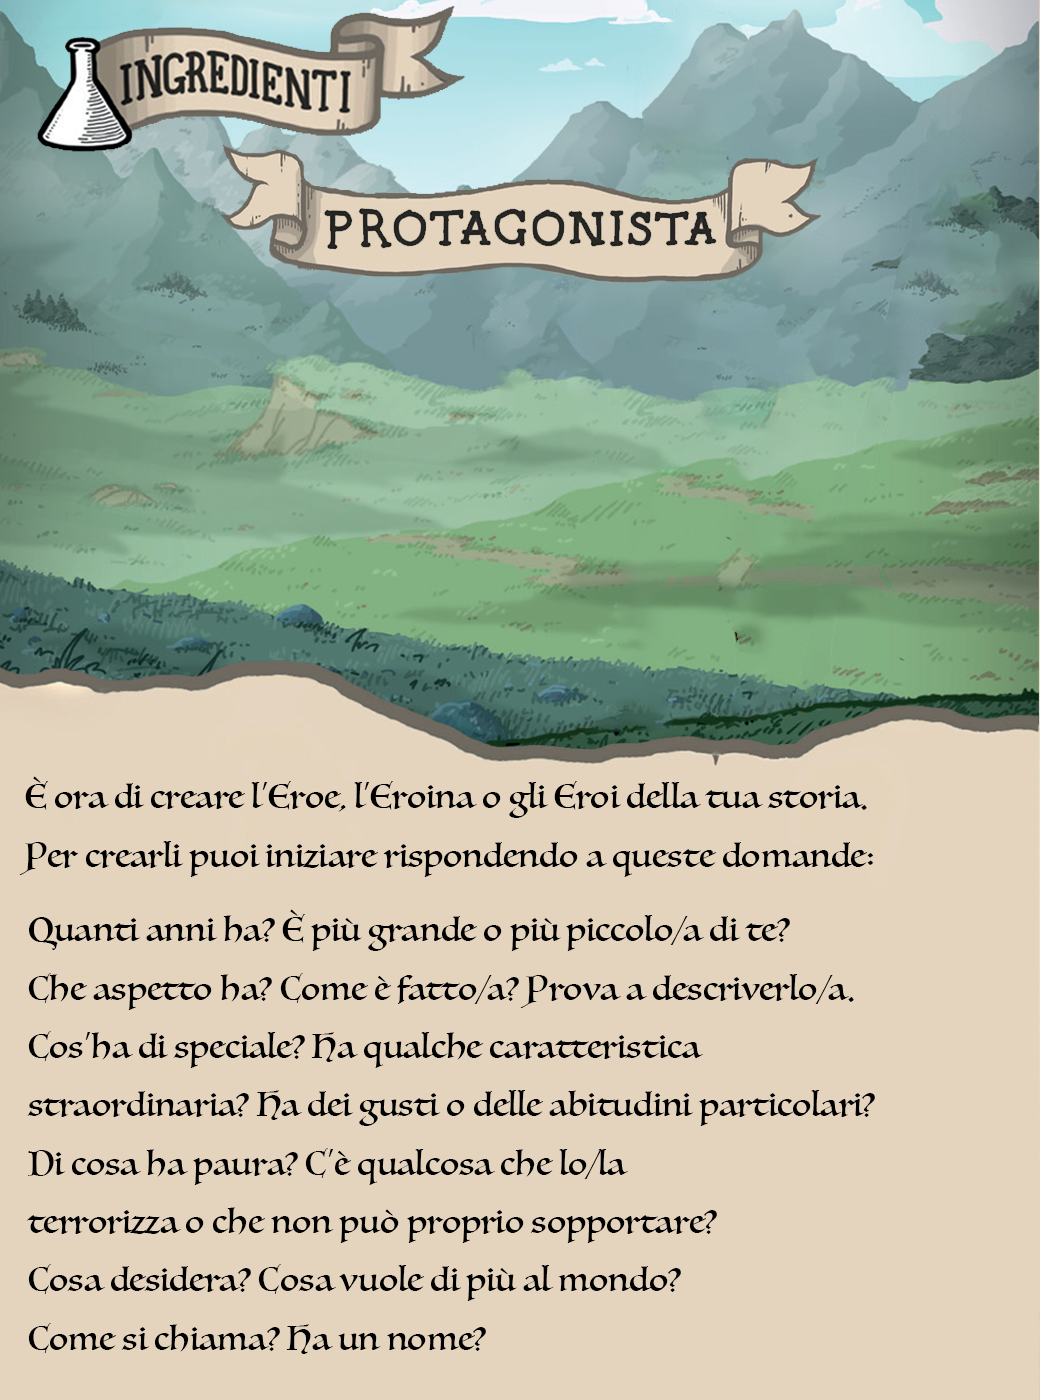 INGREDIENTI
PROTAGONISTA
È ora di creare l'Eroe, l'Eroina o gli Eroi della tua storia.
Per crearli puoi iniziare rispondendo a queste domande:
Quanti anni ha? È più grande o più piccolo/a di te?
Che aspetto ha? Come è fatto/a? Prova a descriverlo/a.
Cos'ha di speciale? Ha qualche caratteristica
straordinaria? Ha dei gusti o delle abitudini particolari?
Di cosa ha paura? C'è qualcosa che lo/la
terrorizza o che non può proprio sopportare?
Cosa desidera? Cosa vuole di più al mondo?
Come si chiama? Ha un nome?